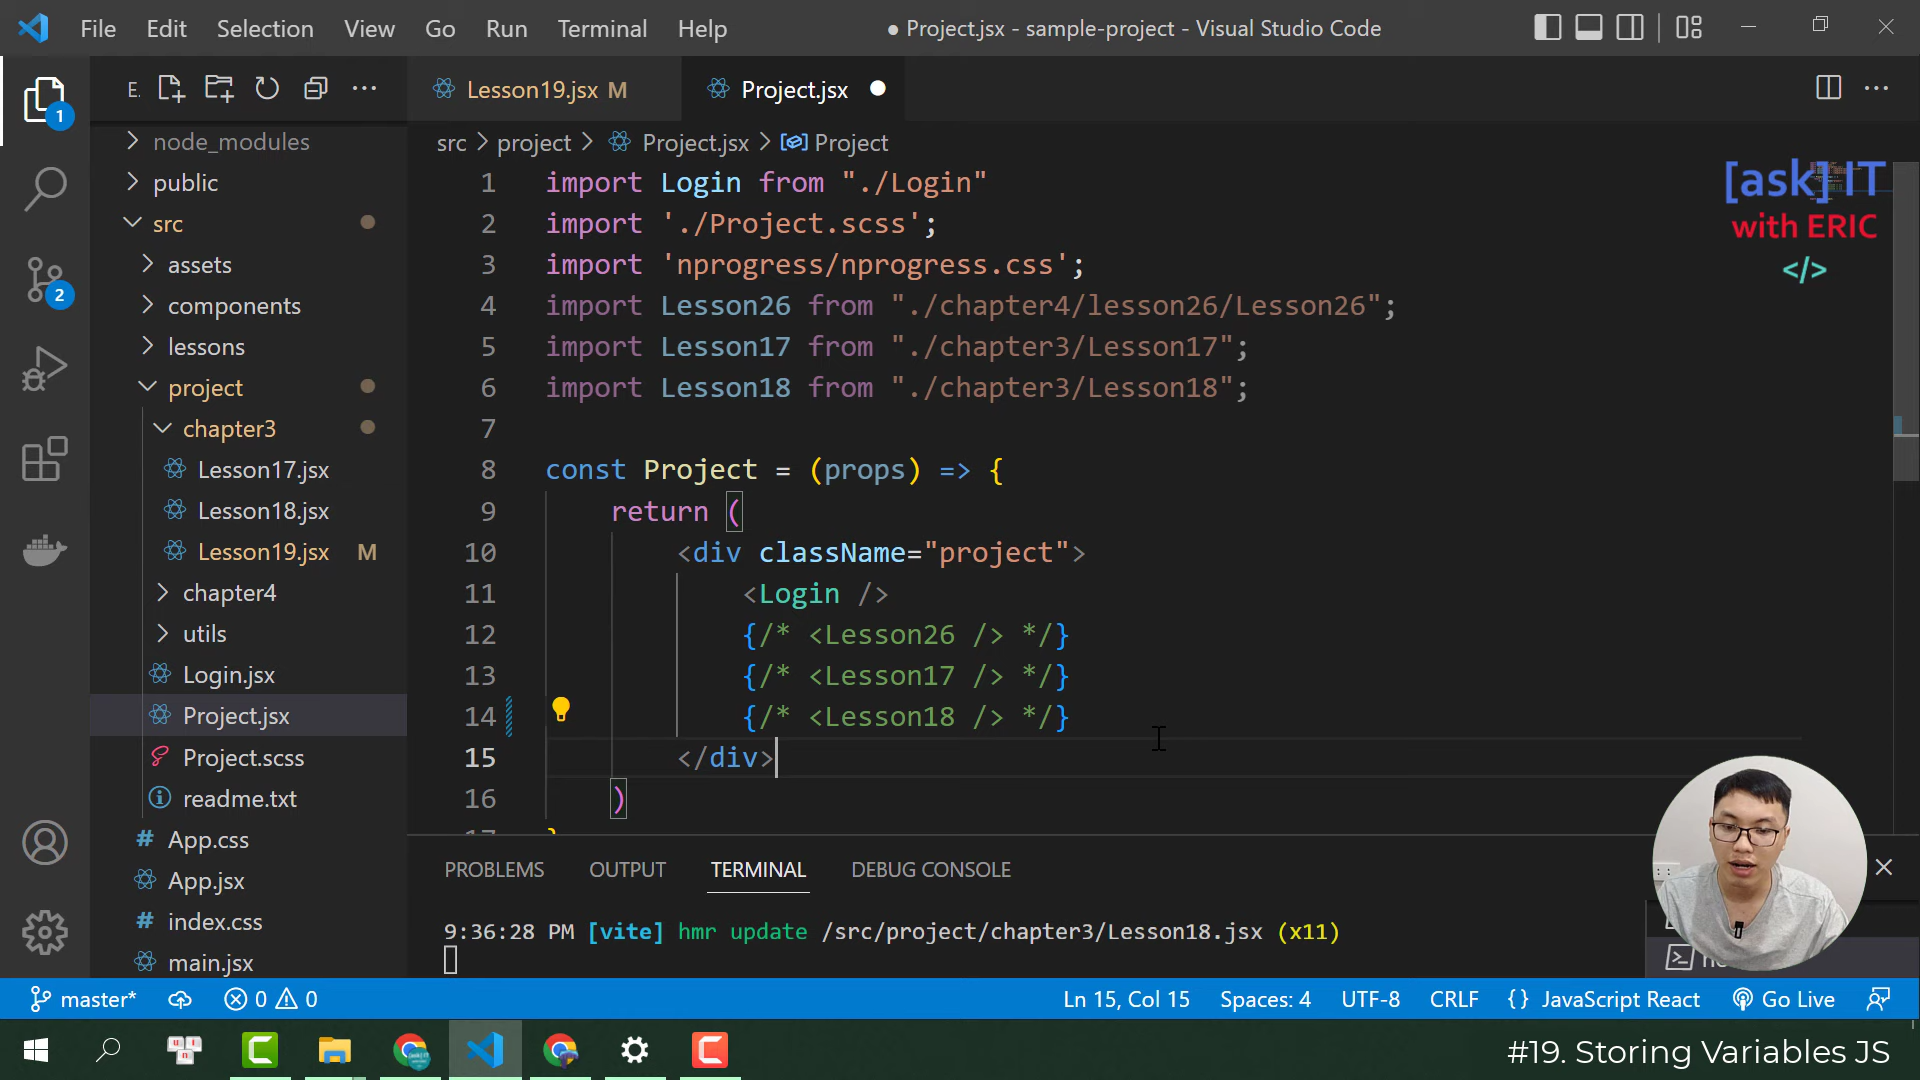 File Edit Selection View Go Run Terminal Help
● Project.jsx - sample-project - Visual Studio Code
E.
Lesson19.jsx M
Project.jsx
1
2
node_modules
public
src
assets
components
lessons
project
chapter3
Lesson17.jsx
Lesson18.jsx
Lesson19.jsx M
chapter4
utils
Login.jsx
Project.jsx
Project.scss
readme.txt
App.css
App.jsx
index.css
main.jsx
src > project > Project.jsx > Project
[ask] IT
with ERIC
</>
1 import Login from "./Login"
2 import './Project.scss';
3 import 'nprogress/nprogress.css';
4 import Lesson26 from "./chapter4/lesson26/Lesson26";
5 import Lesson17 from "./chapter3/Lesson17";
6 import Lesson18 from "./chapter3/Lesson18";
7
8 const Project = (props) => {
9 return (
10 <div className="project">
11 <Login />
12 {/* <Lesson26 /> */}
13 {/* <Lesson17 /> */}
14 {/* <Lesson18 /> */}
15 </div>
16 )
PROBLEMS OUTPUT TERMINAL DEBUG CONSOLE
9:36:28 PM [vite] hmr update /src/project/chapter3/Lesson18.jsx (x11)
master* 0 0 Ln 15, Col 15 Spaces: 4 UTF-8 CRLF {} JavaScript React Go Live
#19. Storing Variables JS